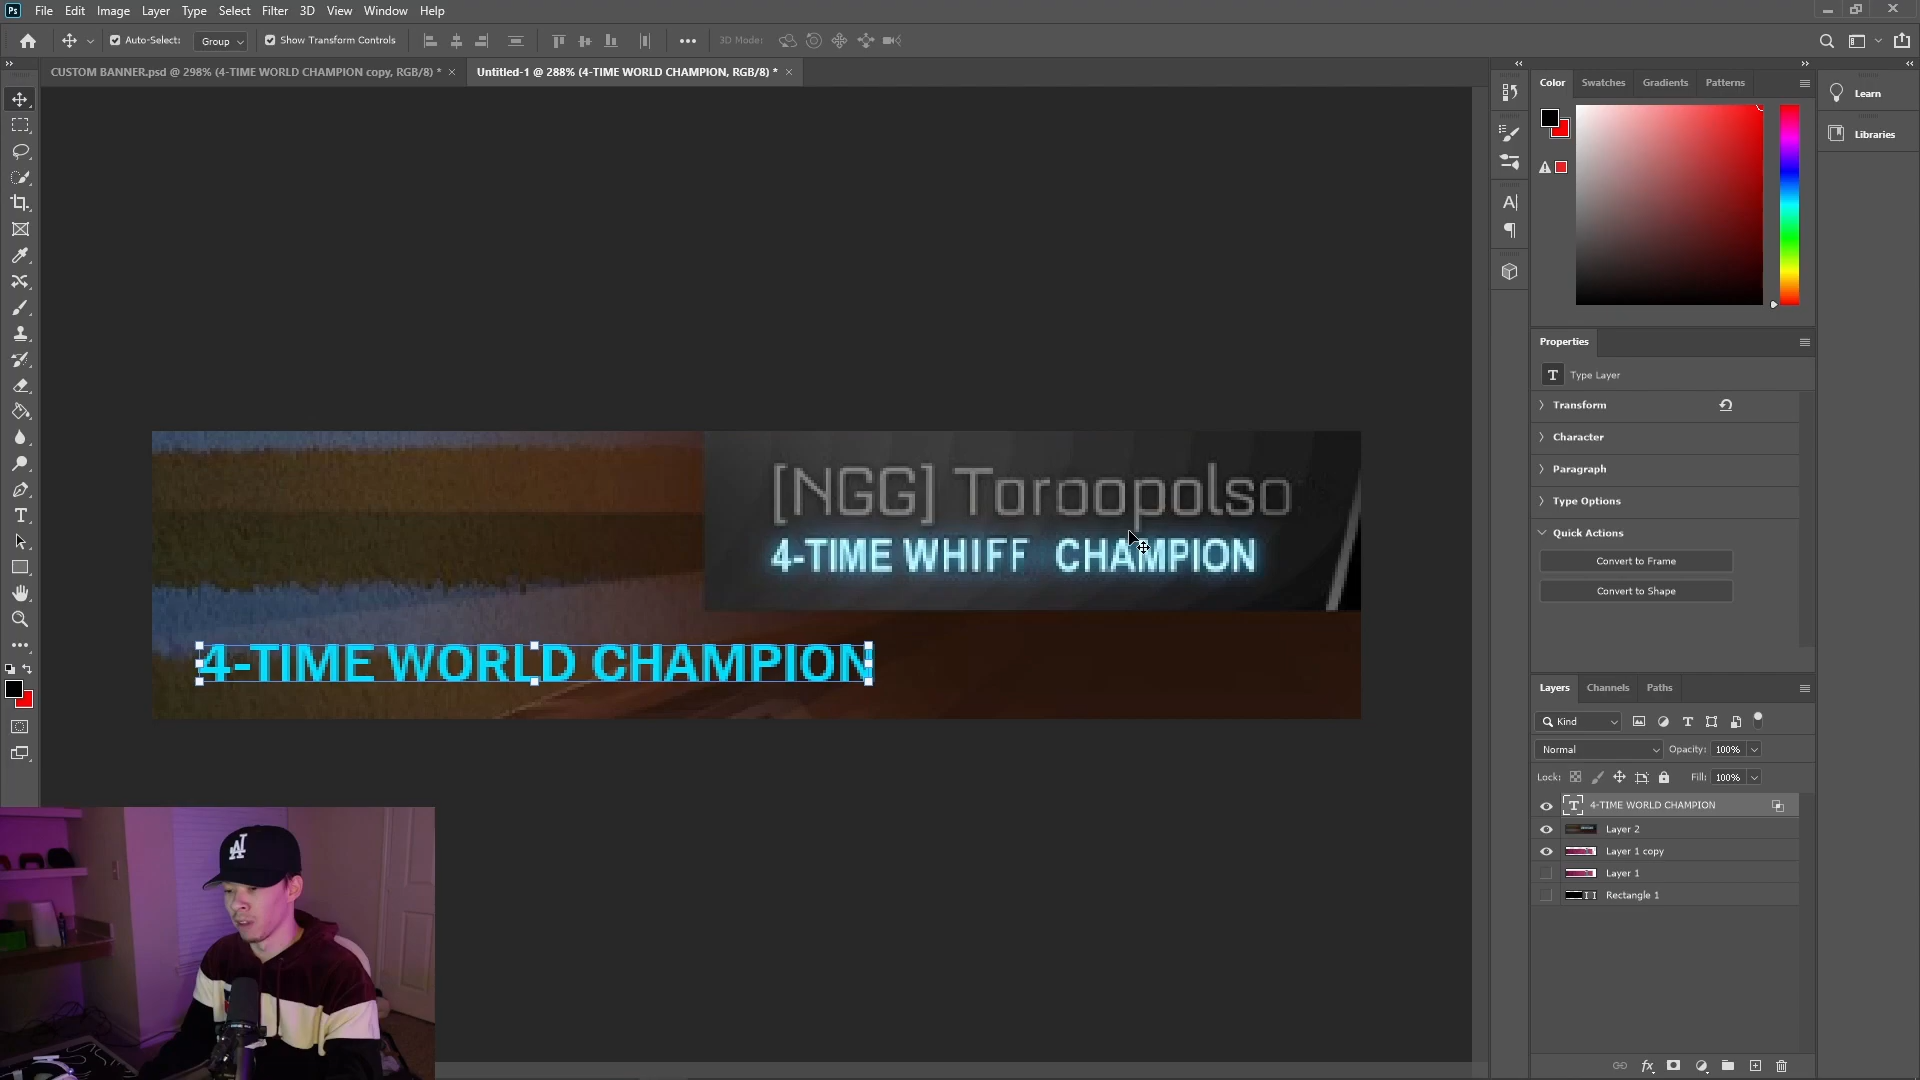 Ps File Edit Image Layer Type Select Filter 3D View Window Help
Auto-Select: Group Show Transform Controls 3D Mode:
CUSTOM BANNER.psd @ 298% (4-TIME WORLD CHAMPION copy, RGB/8) * × Untitled-1 @ 288% (4-TIME WORLD CHAMPION, RGB/8) * ×
Color Swatches Gradients Patterns
Learn
Libraries
Properties
T Type Layer
Transform
Character
Paragraph
Type Options
Quick Actions
Convert to Frame
Convert to Shape
[NGG] Toroopolso
4-TIME WHIFF CHAMPION
4-TIME WORLD CHAMPION
Layers Channels Paths
Kind
Normal Opacity: 100%
Lock: Fill: 100%
T 4-TIME WORLD CHAMPION
Layer 2
Layer 1 copy
Layer 1
Rectangle 1
fx